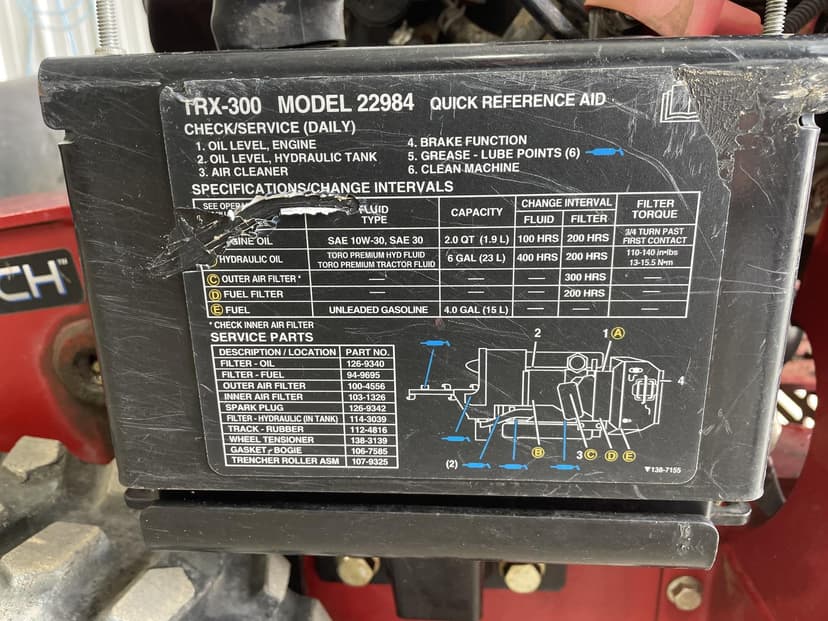 TRX-300 MODEL 22984 QUICK REFERENCE AID
CHECK/SERVICE (DAILY)
1. OIL LEVEL, ENGINE
2. OIL LEVEL, HYDRAULIC TANK
3. AIR CLEANER
4. BRAKE FUNCTION
5. GREASE - LUBE POINTS (6)
6. CLEAN MACHINE
SPECIFICATIONS/CHANGE INTERVALS
SEE FLUID TYPE CAPACITY CHANGE INTERVAL FLUID FILTER FILTER TORQUE
ENGINE OIL SAE 10W-30, SAE 30 2.0 QT (1.9 L) 100 HRS 200 HRS 3/4 TURN PAST FIRST CONTACT
HYDRAULIC OIL TORO PREMIUM HYD FLUID TORO PREMIUM TRACTOR FLUID 6 GAL (23 L) 400 HRS 200 HRS 110-140 in-lbs 13-15.5 N•m
C OUTER AIR FILTER * — — — 300 HRS —
D FUEL FILTER — — — 200 HRS —
E FUEL UNLEADED GASOLINE 4.0 GAL (15 L) — — —
* CHECK INNER AIR FILTER
SERVICE PARTS
DESCRIPTION / LOCATION PART NO.
FILTER - OIL 126-9340
FILTER - FUEL 94-9695
OUTER AIR FILTER 100-4556
INNER AIR FILTER 103-1326
SPARK PLUG 126-9342
FILTER - HYDRAULIC (IN TANK) 114-3039
TRACK - RUBBER 112-4816
WHEEL TENSIONER 138-3139
GASKET - BOGIE 106-7585
TRENCHER ROLLER ASM 107-9325
2 1 A
4
(2) B 3 C D E
138-7155
CH